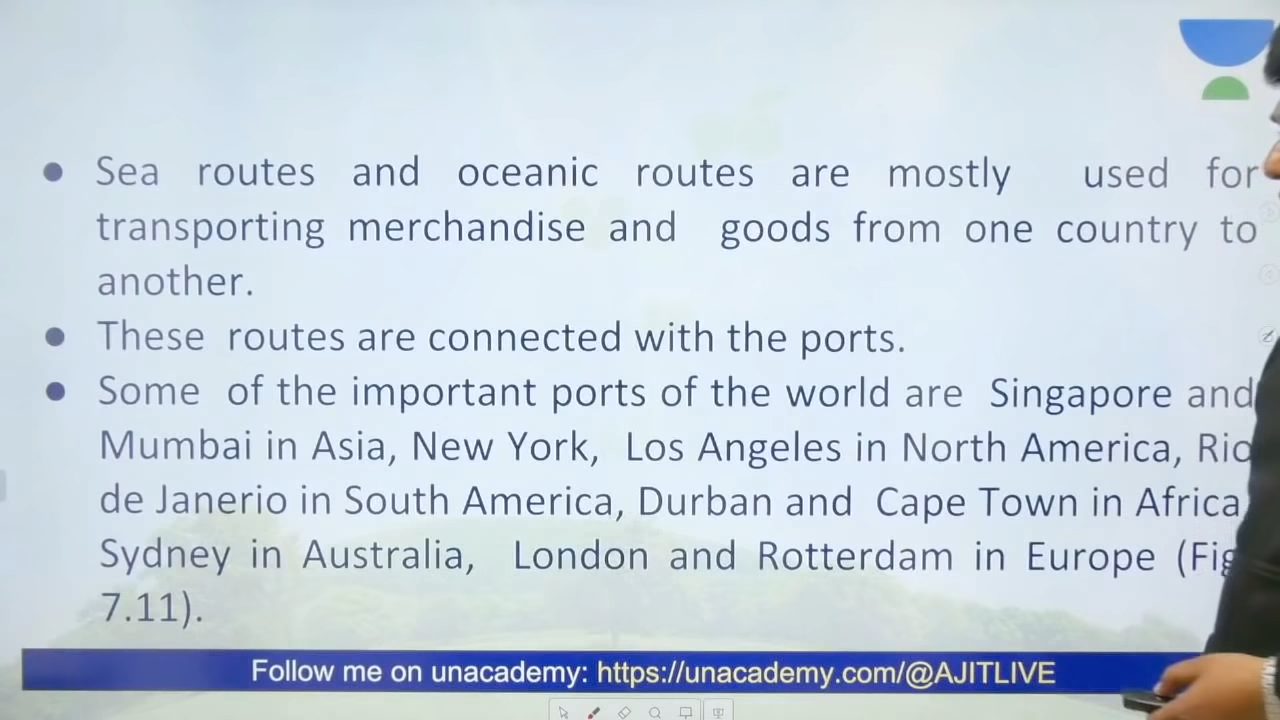 Sea routes and oceanic routes are mostly used for
transporting merchandise and goods from one country to
another.
These routes are connected with the ports.
Some of the important ports of the world are Singapore and
Mumbai in Asia, New York, Los Angeles in North America, Rio
de Janerio in South America, Durban and Cape Town in Africa
Sydney in Australia, London and Rotterdam in Europe (Fig
7.11).
Follow me on unacademy: https://unacademy.com/@AJITLIVE